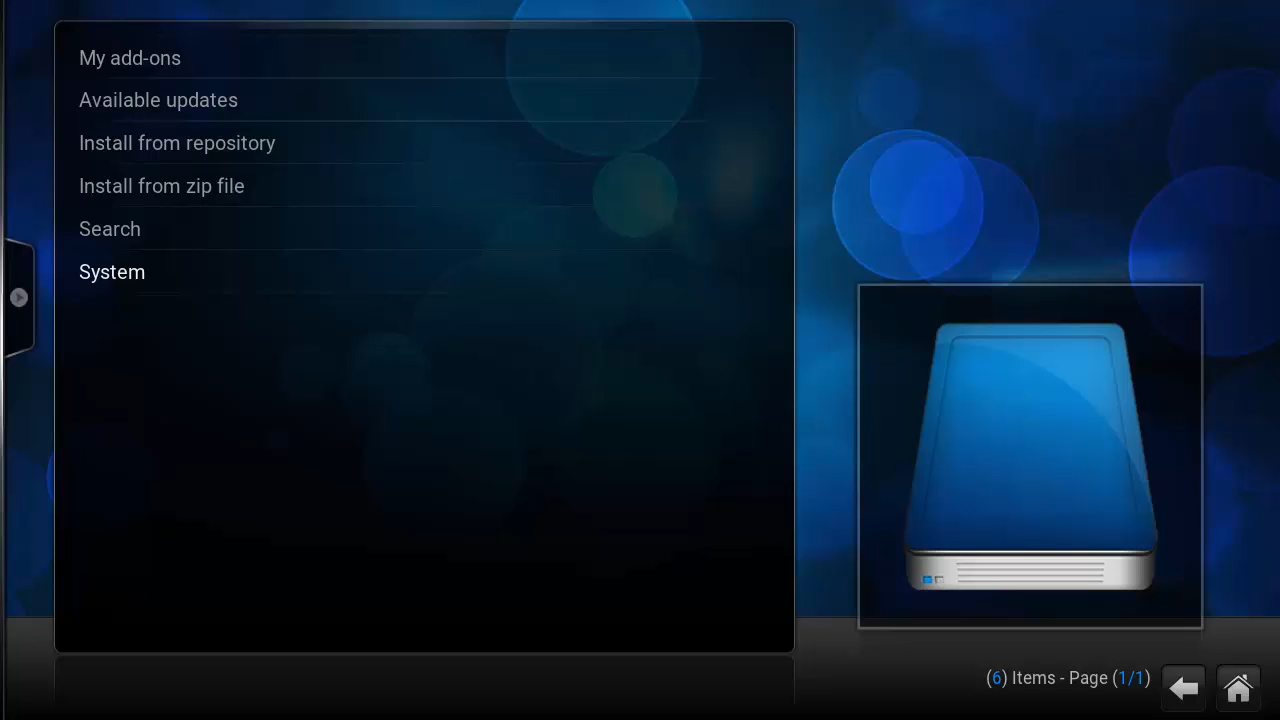 My add-ons
Available updates
Install from repository
Install from zip file
Search
System
(6) Items - Page (1/1)